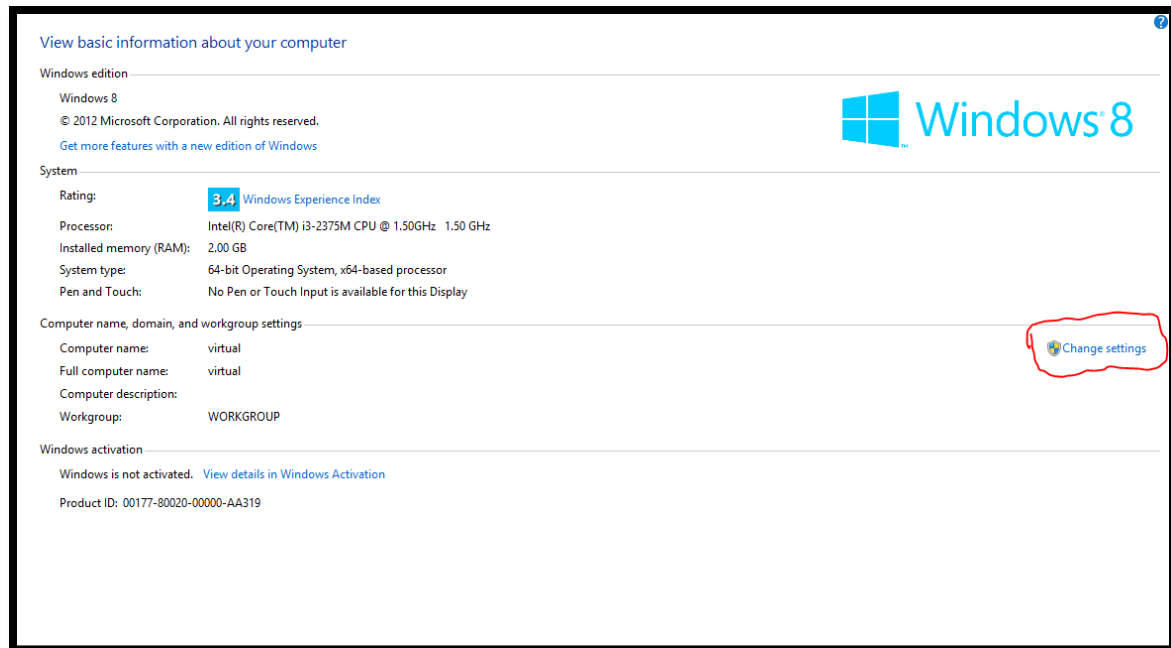 ?
View basic information about your computer
Windows edition
Windows 8
© 2012 Microsoft Corporation. All rights reserved.
Get more features with a new edition of Windows
Windows® 8
™
System
Rating: 3.4 Windows Experience Index
Processor: Intel(R) Core(TM) i3-2375M CPU @ 1.50GHz 1.50 GHz
Installed memory (RAM): 2.00 GB
System type: 64-bit Operating System, x64-based processor
Pen and Touch: No Pen or Touch Input is available for this Display
Computer name, domain, and workgroup settings
Computer name: virtual Change settings
Full computer name: virtual
Computer description:
Workgroup: WORKGROUP
Windows activation
Windows is not activated. View details in Windows Activation
Product ID: 00177-80020-00000-AA319